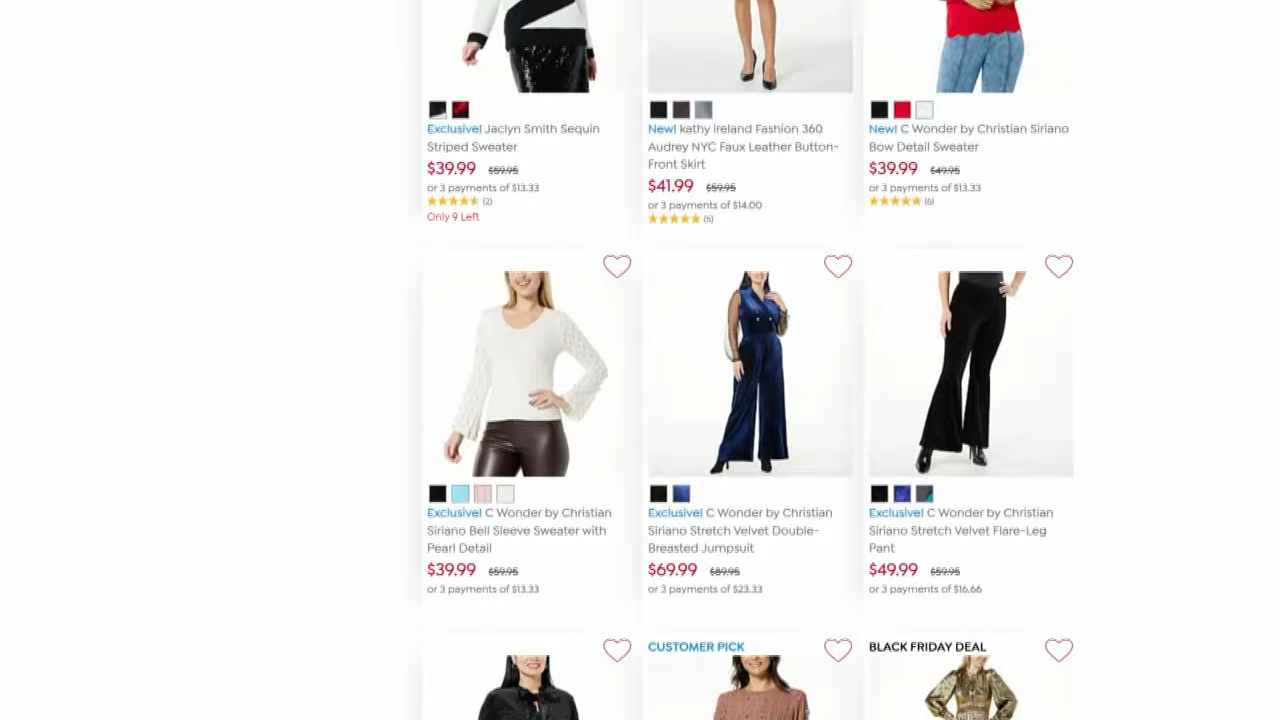 Exclusive! Jaclyn Smith Sequin
Striped Sweater
$39.99 $59.95
or 3 payments of $13.33
(2)
Only 9 Left
New! kathy ireland Fashion 360
Audrey NYC Faux Leather Button-
Front Skirt
$41.99 $59.95
or 3 payments of $14.00
(5)
New! C Wonder by Christian Siriano
Bow Detail Sweater
$39.99 $49.95
or 3 payments of $13.33
(6)
Exclusive! C Wonder by Christian
Siriano Bell Sleeve Sweater with
Pearl Detail
$39.99 $59.95
or 3 payments of $13.33
Exclusive! C Wonder by Christian
Siriano Stretch Velvet Double-
Breasted Jumpsuit
$69.99 $89.95
or 3 payments of $23.33
Exclusive! C Wonder by Christian
Siriano Stretch Velvet Flare-Leg
Pant
$49.99 $59.95
or 3 payments of $16.66
CUSTOMER PICK
BLACK FRIDAY DEAL